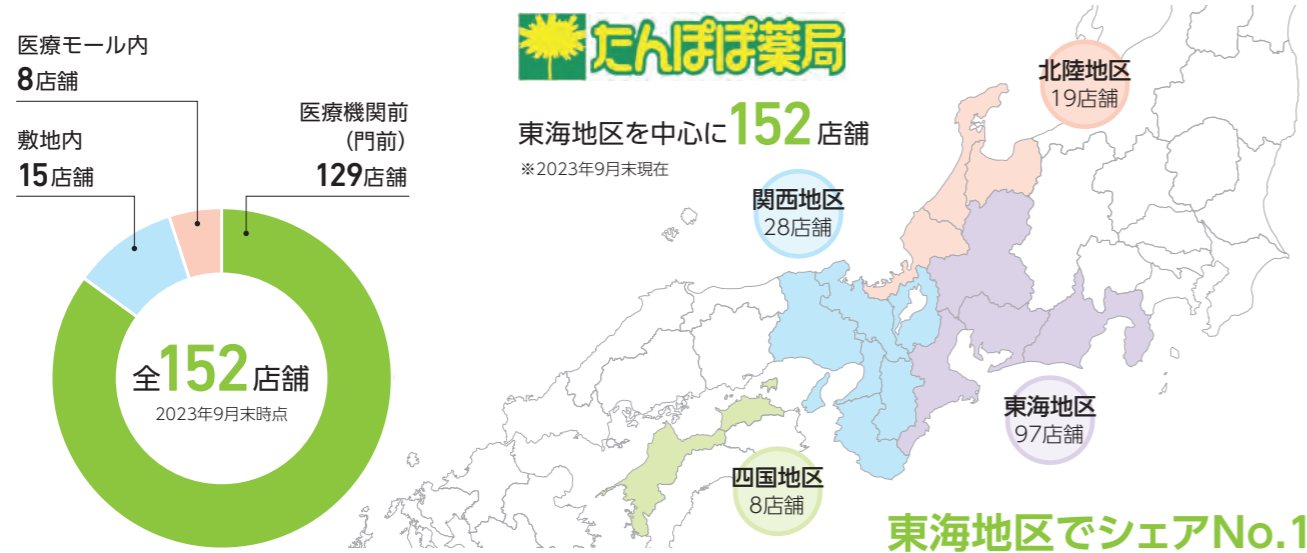 医療モール内
8店舗
敷地内
15店舗
医療機関前
(門前)
129店舗
全152店舗
2023年9月末時点
たんぽぽ薬局
東海地区を中心に152店舗
※2023年9月末現在
北陸地区
19店舗
関西地区
28店舗
東海地区
97店舗
四国地区
8店舗
東海地区でシェアNo.1